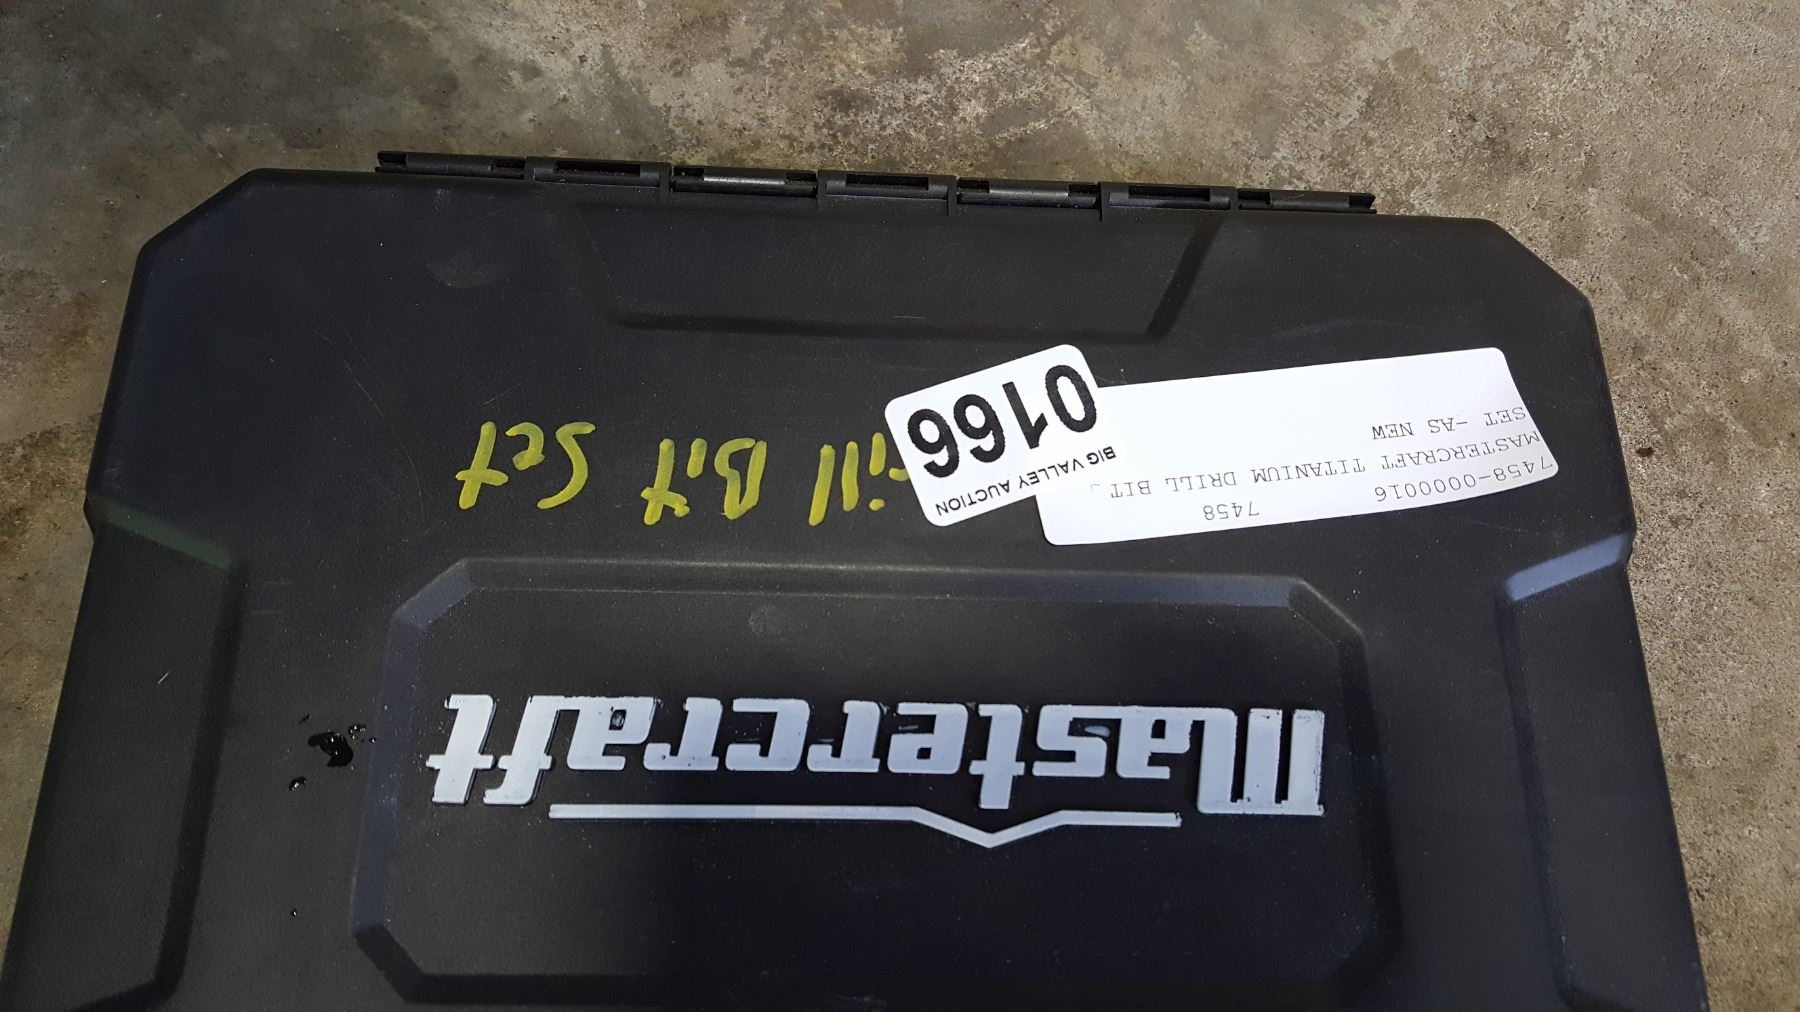 Mastercraft
7458-0000016 7458
MASTERCRAFT TITANIUM DRILL BIT
SET -AS NEW
BIG VALLEY AUCTION
0166
ill Bit Set